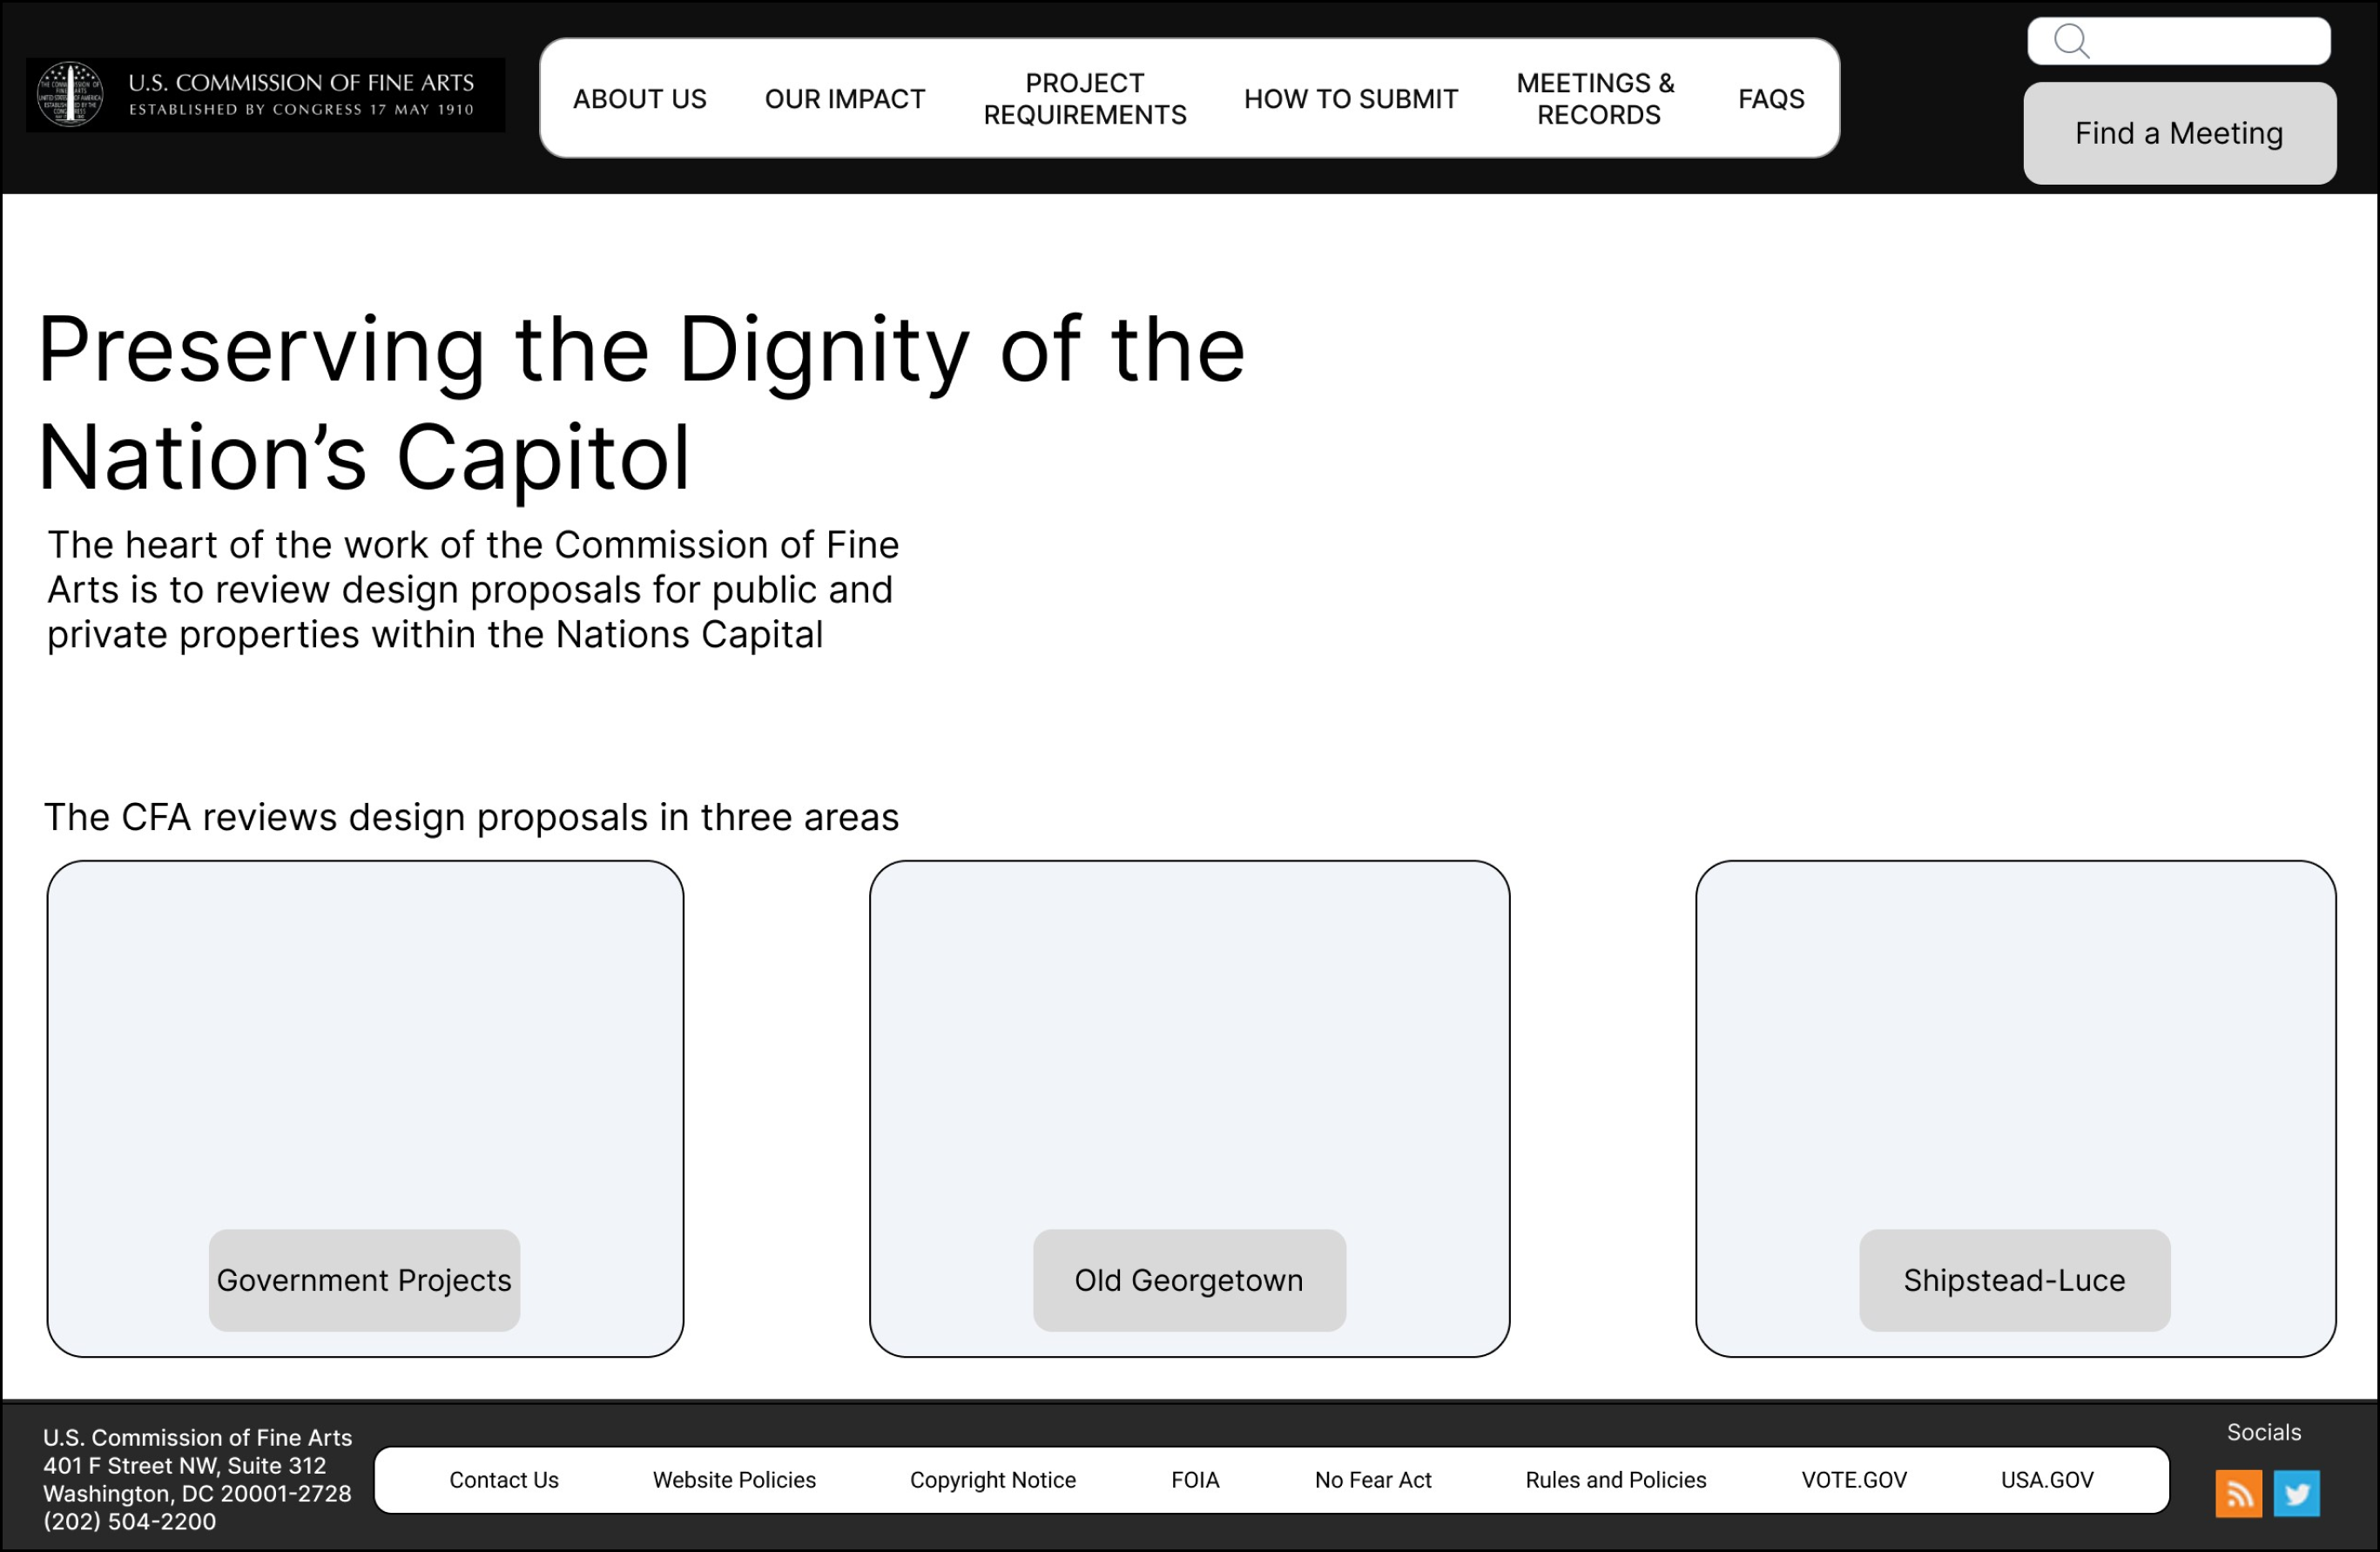 U.S. COMMISSION OF FINE ARTS
ESTABLISHED BY CONGRESS 17 MAY 1910
ABOUT US
OUR IMPACT
PROJECT
REQUIREMENTS
HOW TO SUBMIT
MEETINGS &
RECORDS
FAQS
Find a Meeting
Preserving the Dignity of the
Nation’s Capitol
The heart of the work of the Commission of Fine
Arts is to review design proposals for public and
private properties within the Nations Capital
The CFA reviews design proposals in three areas
Government Projects
Old Georgetown
Shipstead-Luce
U.S. Commission of Fine Arts
401 F Street NW, Suite 312
Washington, DC 20001-2728
(202) 504-2200
Contact Us
Website Policies
Copyright Notice
FOIA
No Fear Act
Rules and Policies
VOTE.GOV
USA.GOV
Socials